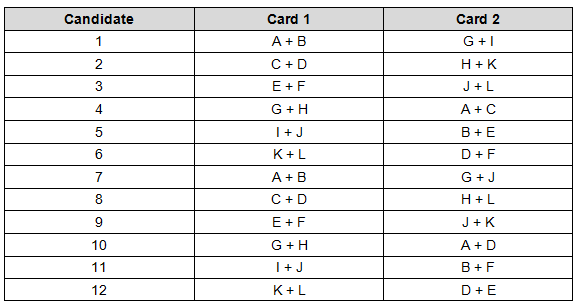 Candidate Card 1 Card 2
1 A + B G + I
2 C + D H + K
3 E + F J + L
4 G + H A + C
5 I + J B + E
6 K + L D + F
7 A + B G + J
8 C + D H + L
9 E + F J + K
10 G + H A + D
11 I + J B + F
12 K + L D + E